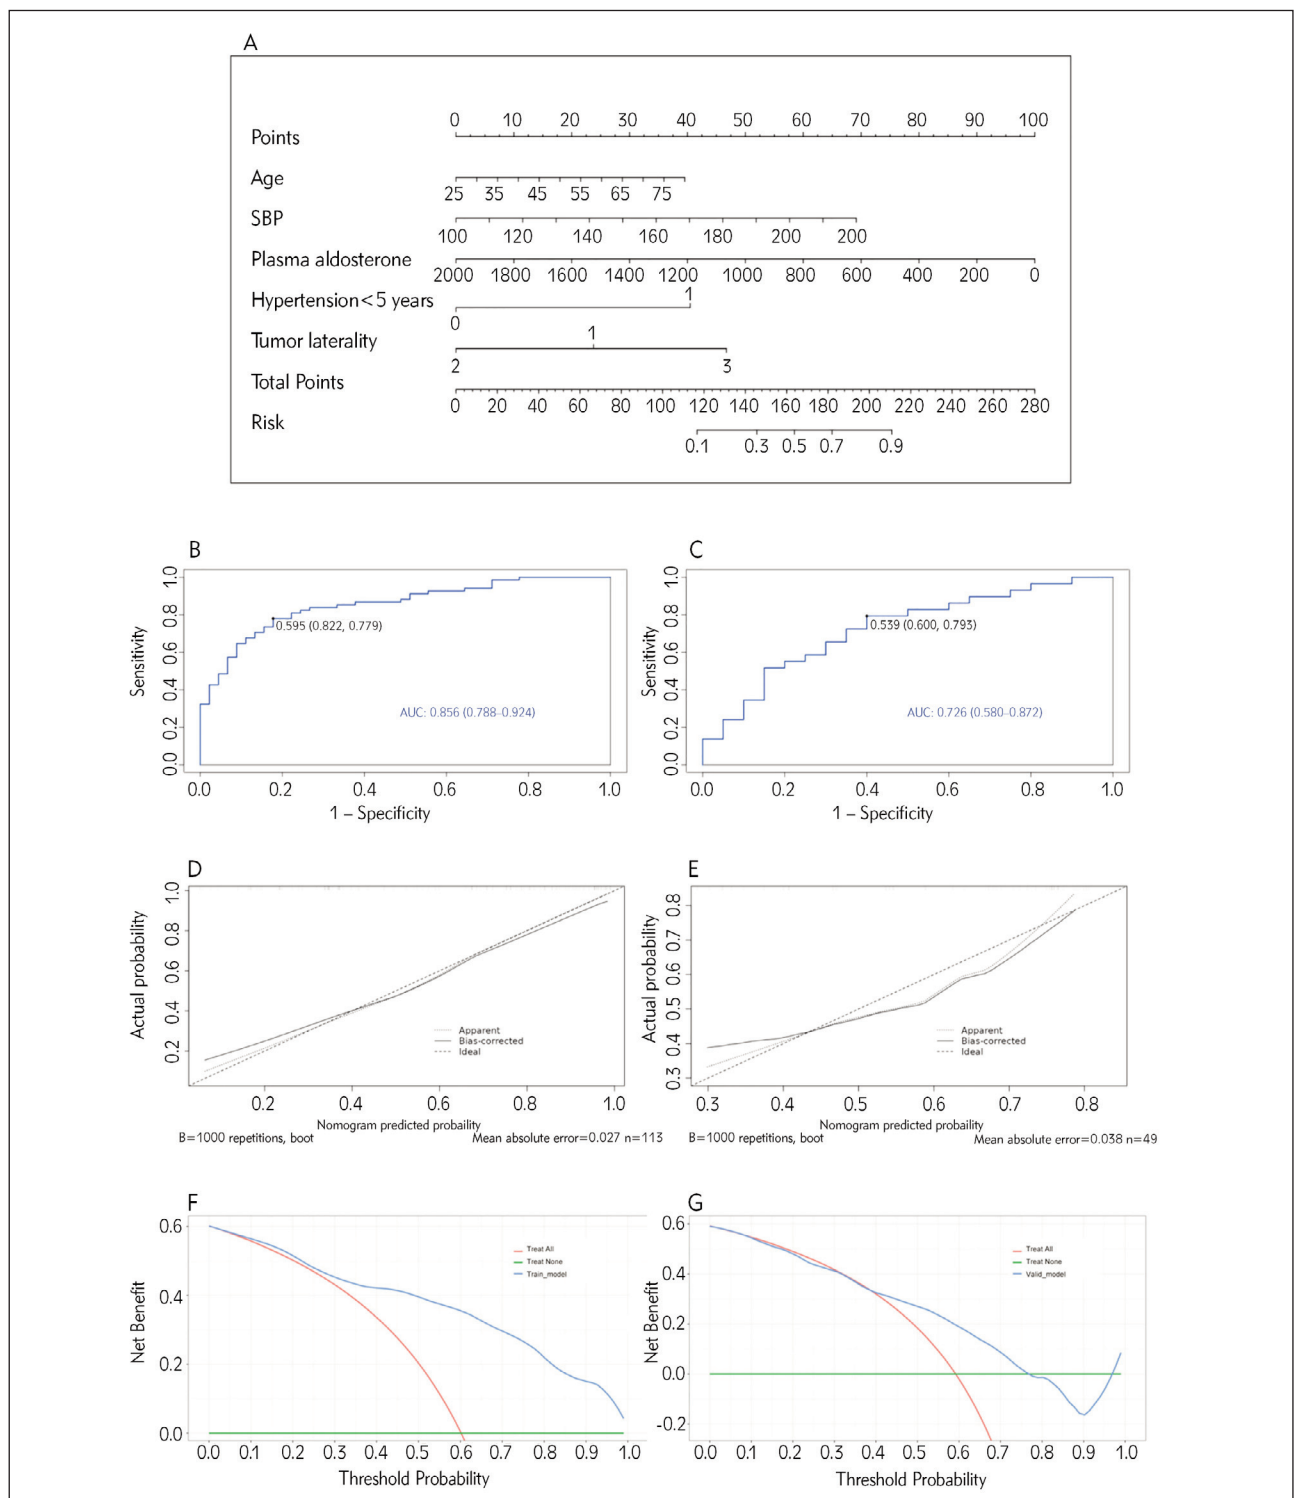 A
Points 0 10 20 30 40 50 60 70 80 90 100
Age
25 35 45 55 65 75
SBP
100 120 140 160 180 200 200
Plasma aldosterone
2000 1800 1600 1400 1200 1000 800 600 400 200 0
Hypertension<5 years 1
0
Tumor laterality 1
2 3
Total Points
0 20 40 60 80 100 120 140 160 180 200 220 240 260 280
Risk
0.1 0.3 0.5 0.7 0.9
B
Sensitivity
1.0
0.8
0.6
0.4
0.2
0.0
0.595 (0.822, 0.779)
AUC: 0.856 (0.788–0.924)
0.0 0.2 0.4 0.6 0.8 1.0
1 – Specificity
C
Sensitivity
1.0
0.8
0.6
0.4
0.2
0.0
0.539 (0.600, 0.793)
AUC: 0.726 (0.580–0.872)
0.0 0.2 0.4 0.6 0.8 1.0
1 – Specificity
D
Actual probability
1.0
0.8
0.6
0.4
0.2
Apparent
Bias-corrected
Ideal
0.2 0.4 0.6 0.8 1.0
Nomogram predicted probaility
B=1000 repetitions, boot Mean absolute error=0.027 n=113
E
Actual probability
0.8
0.7
0.6
0.5
0.4
0.3
Apparent
Bias-corrected
Ideal
0.3 0.4 0.5 0.6 0.7 0.8
Nomogram predicted probaility
B=1000 repetitions, boot Mean absolute error=0.038 n=49
F
Net Benefit
0.6
0.4
0.2
0.0
Treat All
Treat None
Train_model
0.0 0.1 0.2 0.3 0.4 0.5 0.6 0.7 0.8 0.9 1.0
Threshold Probability
G
Net Benefit
0.6
0.4
0.2
0.0
-0.2
Treat All
Treat None
Valid_model
0.0 0.1 0.2 0.3 0.4 0.5 0.6 0.7 0.8 0.9 1.0
Threshold Probability